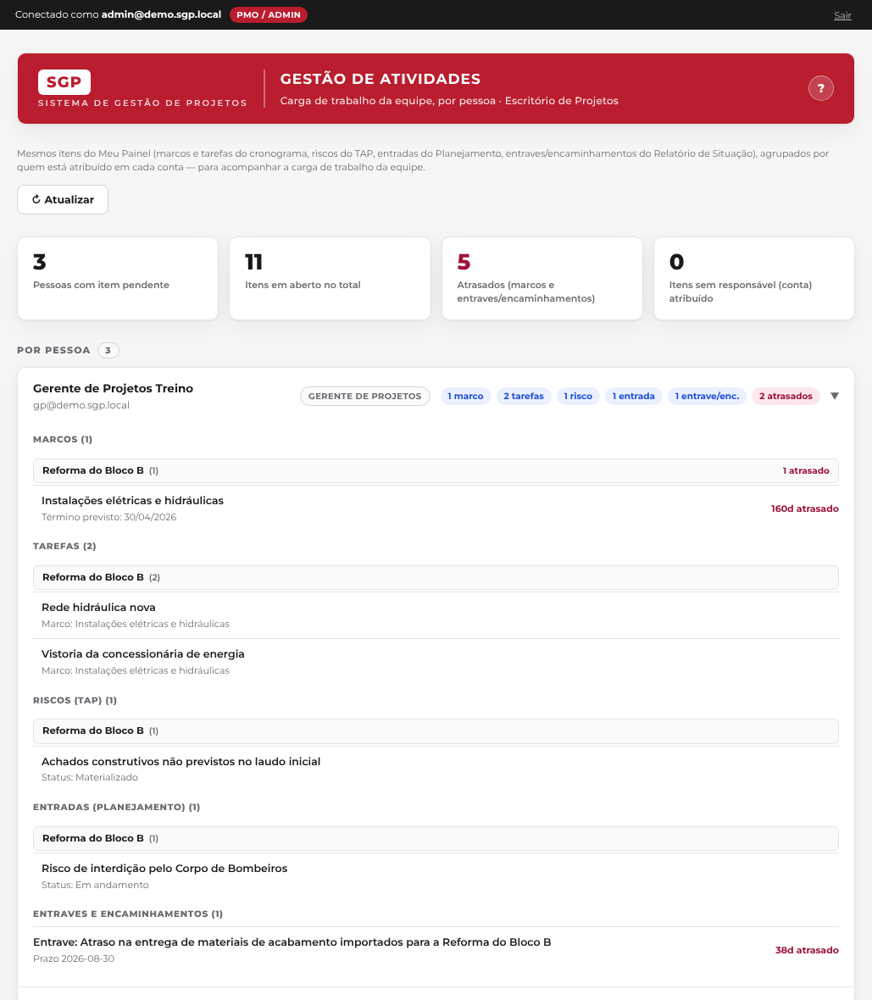 Conectado como admin@demo.sgp.local PMO / ADMIN Sair
SGP
SISTEMA DE GESTÃO DE PROJETOS
GESTÃO DE ATIVIDADES
Carga de trabalho da equipe, por pessoa · Escritório de Projetos
?
Mesmos itens do Meu Painel (marcos e tarefas do cronograma, riscos do TAP, entradas do Planejamento, entraves/encaminhamentos do Relatório de Situação), agrupados por
quem está atribuído em cada conta — para acompanhar a carga de trabalho da equipe.
↻ Atualizar
3
Pessoas com item pendente
11
Itens em aberto no total
5
Atrasados (marcos e
entraves/encaminhamentos)
0
Itens sem responsável (conta)
atribuído
POR PESSOA 3
Gerente de Projetos Treino
gp@demo.sgp.local
GERENTE DE PROJETOS 1 marco 2 tarefas 1 risco 1 entrada 1 entrave/enc. 2 atrasados ▼
MARCOS (1)
Reforma do Bloco B (1) 1 atrasado
Instalações elétricas e hidráulicas
Término previsto: 30/04/2026
160d atrasado
TAREFAS (2)
Reforma do Bloco B (2)
Rede hidráulica nova
Marco: Instalações elétricas e hidráulicas
Vistoria da concessionária de energia
Marco: Instalações elétricas e hidráulicas
RISCOS (TAP) (1)
Reforma do Bloco B (1)
Achados construtivos não previstos no laudo inicial
Status: Materializado
ENTRADAS (PLANEJAMENTO) (1)
Reforma do Bloco B (1)
Risco de interdição pelo Corpo de Bombeiros
Status: Em andamento
ENTRAVES E ENCAMINHAMENTOS (1)
Entrave: Atraso na entrega de materiais de acabamento importados para a Reforma do Bloco B
Prazo 2026-08-30
38d atrasado